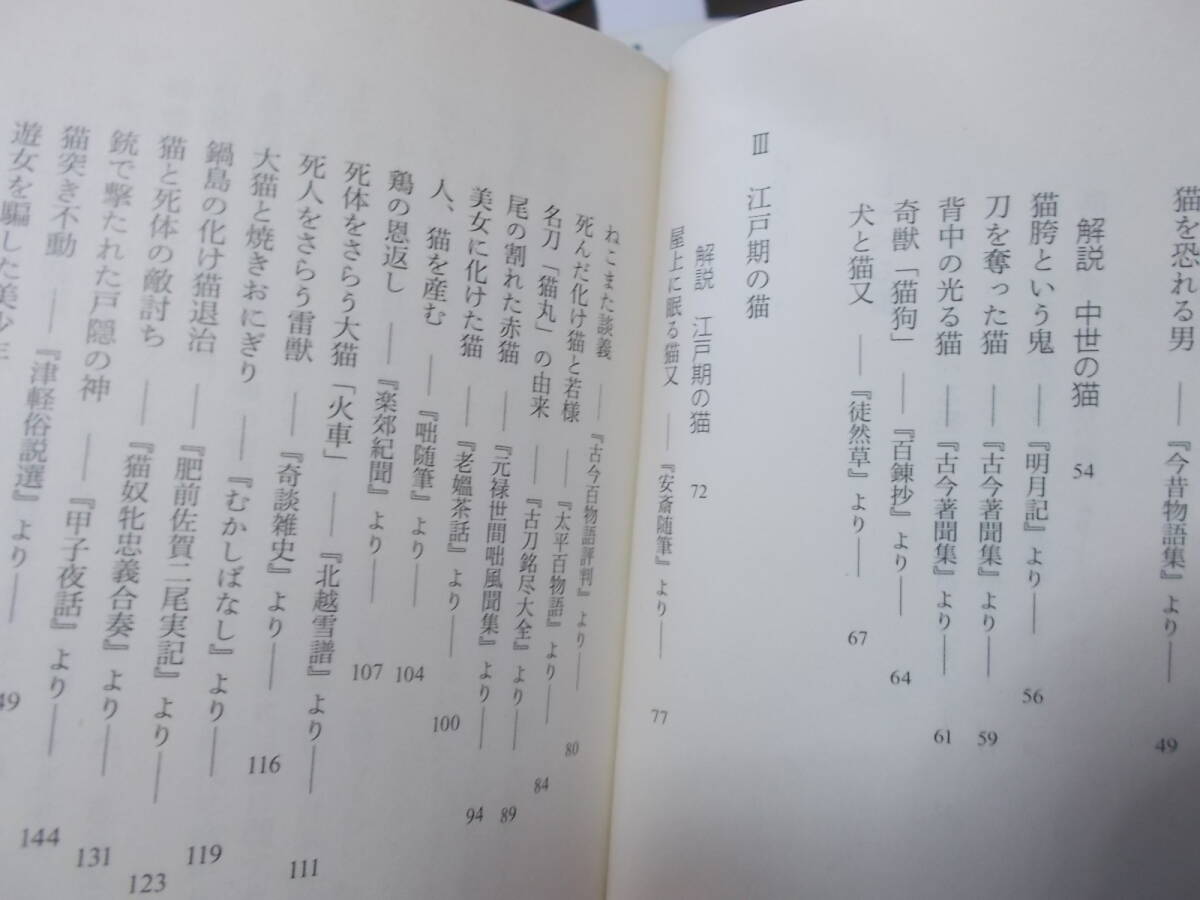 猫を恐れる男 ——『今昔物語集』より—— 49
解説 中世の猫 54
猫胯という鬼 ——『明月記』より—— 56
刀を奪った猫 ——『古今著聞集』より—— 59
背中の光る猫 ——『古今著聞集』より—— 61
奇獣「猫狗」 ——『百錬抄』より—— 64
犬と猫又 ——『徒然草』より—— 67
Ⅲ 江戸期の猫
解説 江戸期の猫 72
屋上に眠る猫又 ——『安斎随筆』より—— 77
ねこまた談義 ——『古今百物語評判』より—— 80
死んだ化け猫と若様 ——『太平百物語』より—— 84
名刀「猫丸」の由来 ——『古刀銘尽大全』より—— 89
尾の割れた赤猫 ——『元禄世間咄風聞集』より—— 94
美女に化けた猫 ——『老媼茶話』より—— 100
人、猫を産む ——『咄随筆』より—— 104
鶏の恩返し ——『楽郊紀聞』より—— 107
死体をさらう大猫「火車」 ——『北越雪譜』より—— 111
死人をさらう雷獣 ——『奇談雑史』より—— 116
大猫と焼きおにぎり ——『むかしばなし』より—— 119
鍋島の化け猫退治 ——『肥前佐賀二尾実記』より—— 123
猫と死体の敵討ち ——『猫奴牝忠義合奏』より—— 131
銃で撃たれた戸隠の神 ——『甲子夜話』より—— 144
猫突き不動 ——『津軽俗説選』より—— 49
遊女を騙した美少年